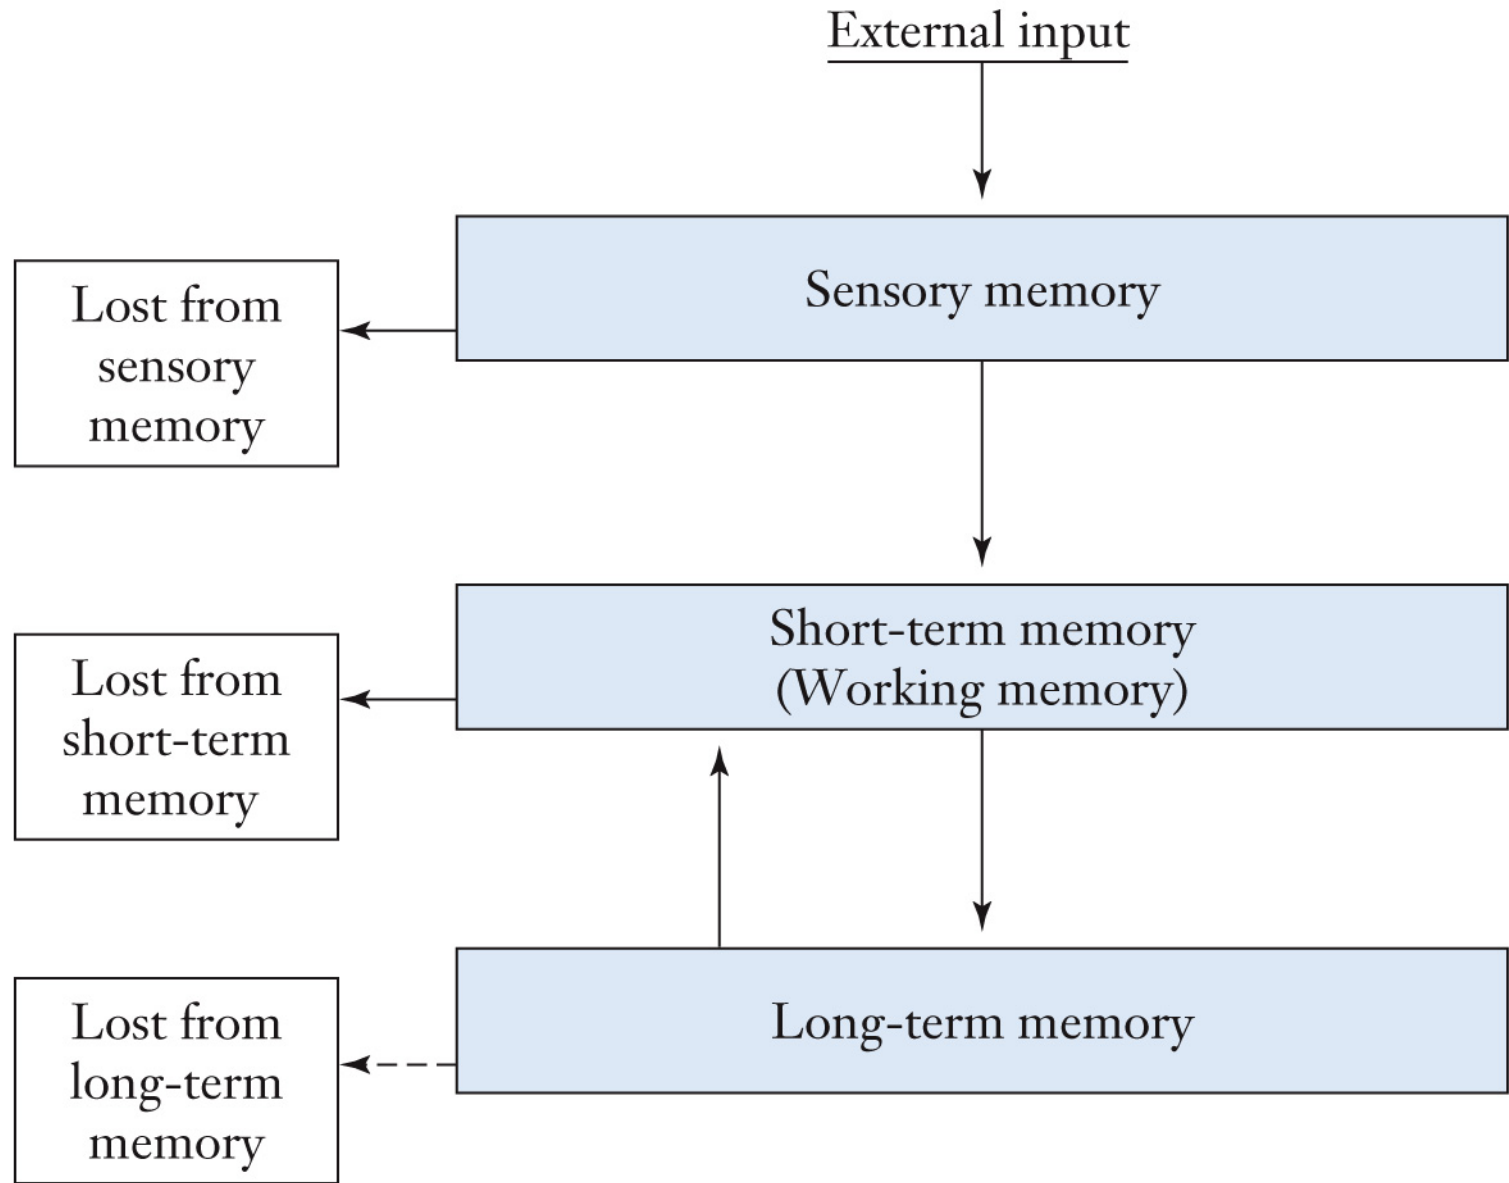 External input
Sensory memory
Lost from
sensory
memory
Short-term memory
(Working memory)
Lost from
short-term
memory
Long-term memory
Lost from
long-term
memory